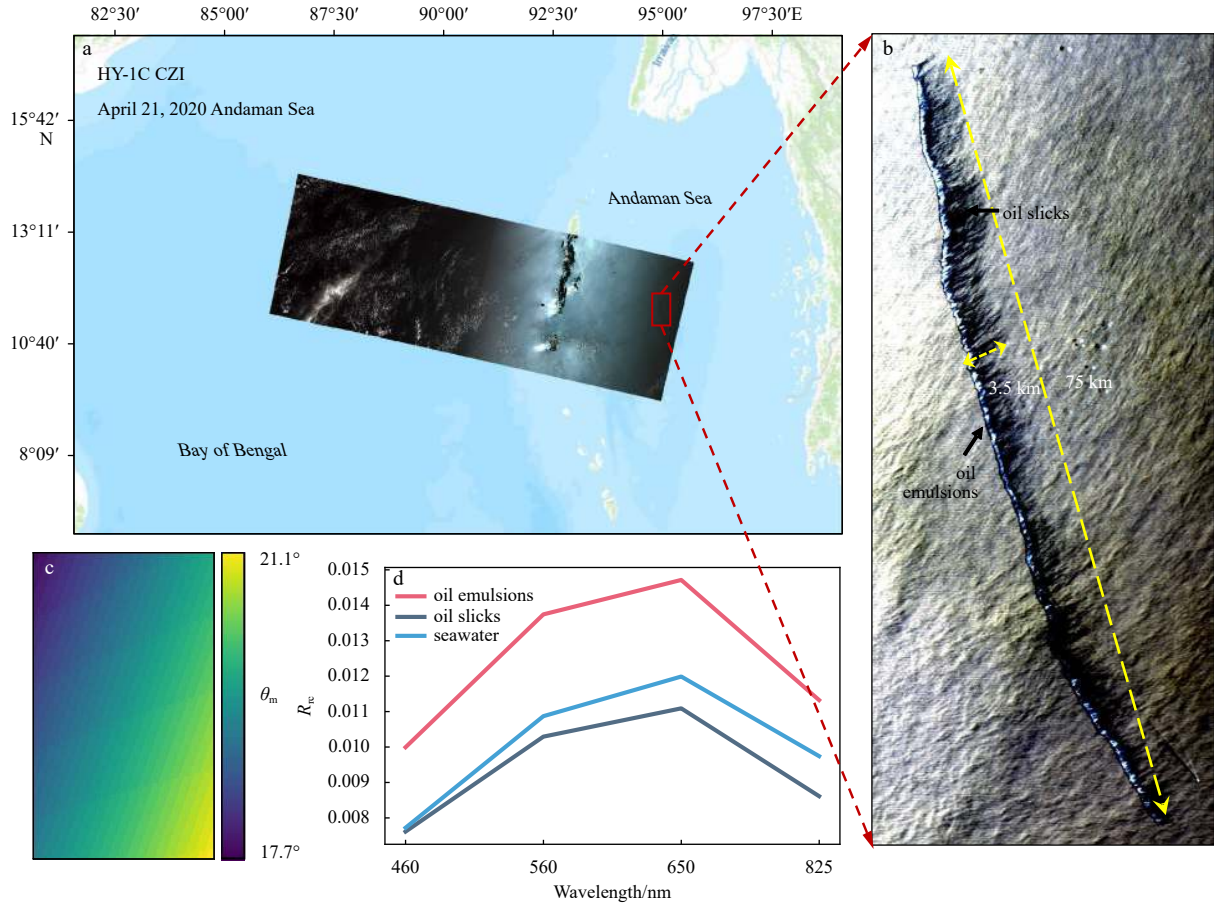 82°30′ 85°00′ 87°30′ 90°00′ 92°30′ 95°00′ 97°30′E
a
HY-1C CZI
April 21, 2020 Andaman Sea
15°42′
N
13°11′
10°40′
8°09′
Andaman Sea
Bay of Bengal
b
oil slicks
3.5 km
75 km
oil
emulsions
c
21.1°
θm
17.7°
d
oil emulsions
oil slicks
seawater
0.015
0.014
0.013
0.012
0.011
0.010
0.009
0.008
Rrc
460 560 650 825
Wavelength/nm